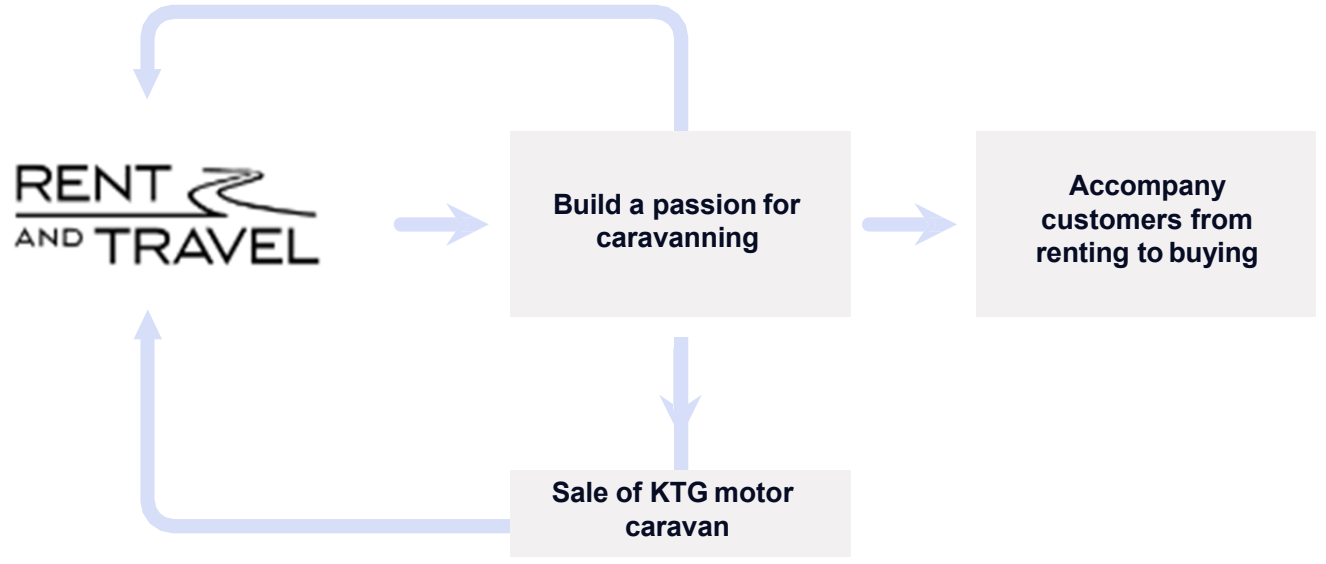 RENT
AND TRAVEL
Build a passion for
caravanning
Accompany
customers from
renting to buying
Sale of KTG motor
caravan